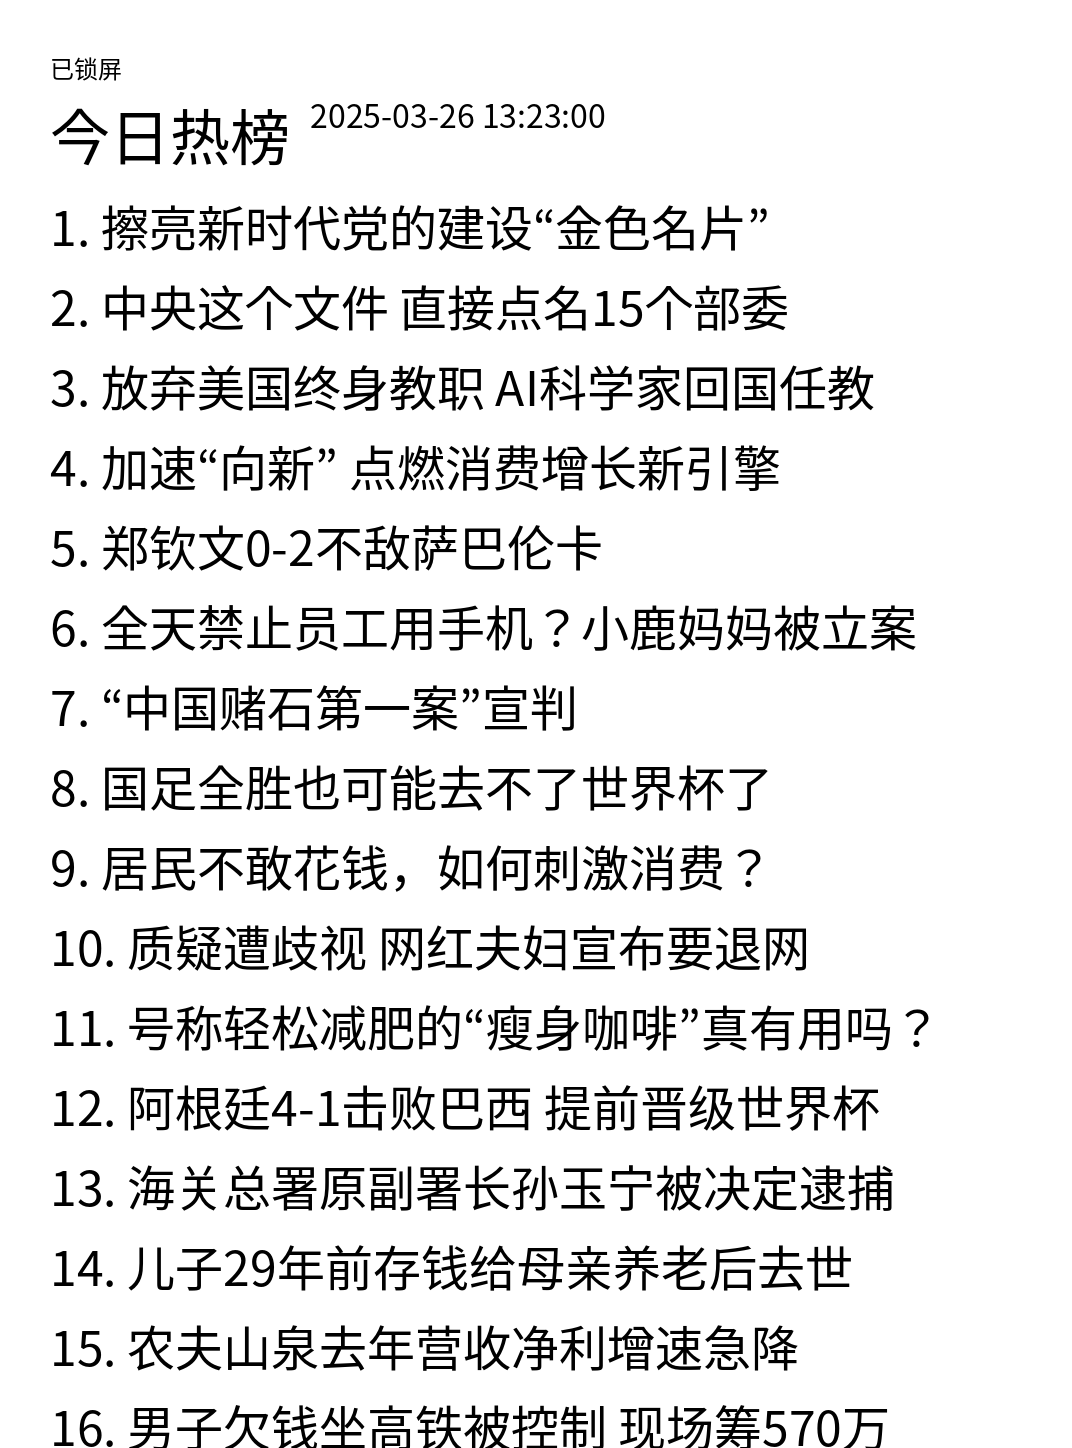 已锁屏
今日热榜 2025-03-26 13:23:00
1. 擦亮新时代党的建设“金色名片”
2. 中央这个文件 直接点名15个部委
3. 放弃美国终身教职 AI科学家回国任教
4. 加速“向新” 点燃消费增长新引擎
5. 郑钦文0-2不敌萨巴伦卡
6. 全天禁止员工用手机？小鹿妈妈被立案
7. “中国赌石第一案”宣判
8. 国足全胜也可能去不了世界杯了
9. 居民不敢花钱，如何刺激消费？
10. 质疑遭歧视 网红夫妇宣布要退网
11. 号称轻松减肥的“瘦身咖啡”真有用吗？
12. 阿根廷4-1击败巴西 提前晋级世界杯
13. 海关总署原副署长孙玉宁被决定逮捕
14. 儿子29年前存钱给母亲养老后去世
15. 农夫山泉去年营收净利增速急降
16. 男子欠钱坐高铁被控制 现场筹570万